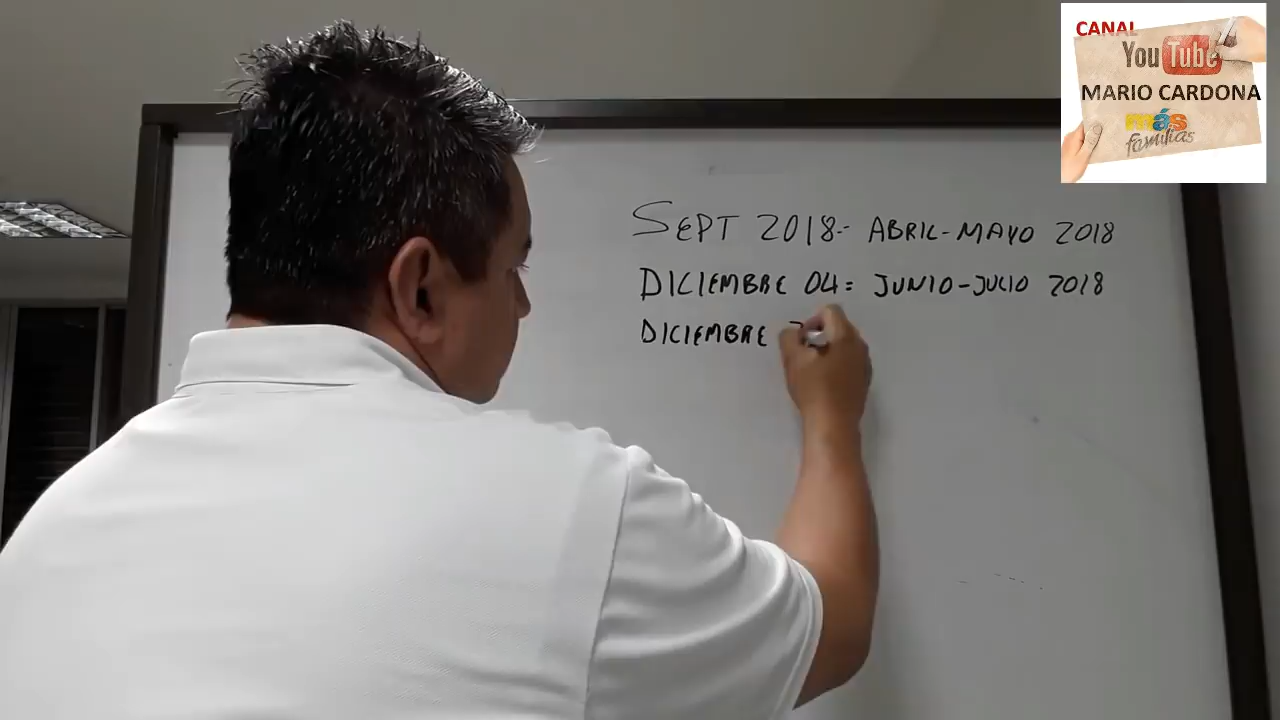 CANAL
YouTube
MARIO CARDONA
más
familias
SEPT 2018- ABRIL-MAYO 2018
DICIEMBRE 04= JUNIO-JULIO 2018
DICIEMBRE